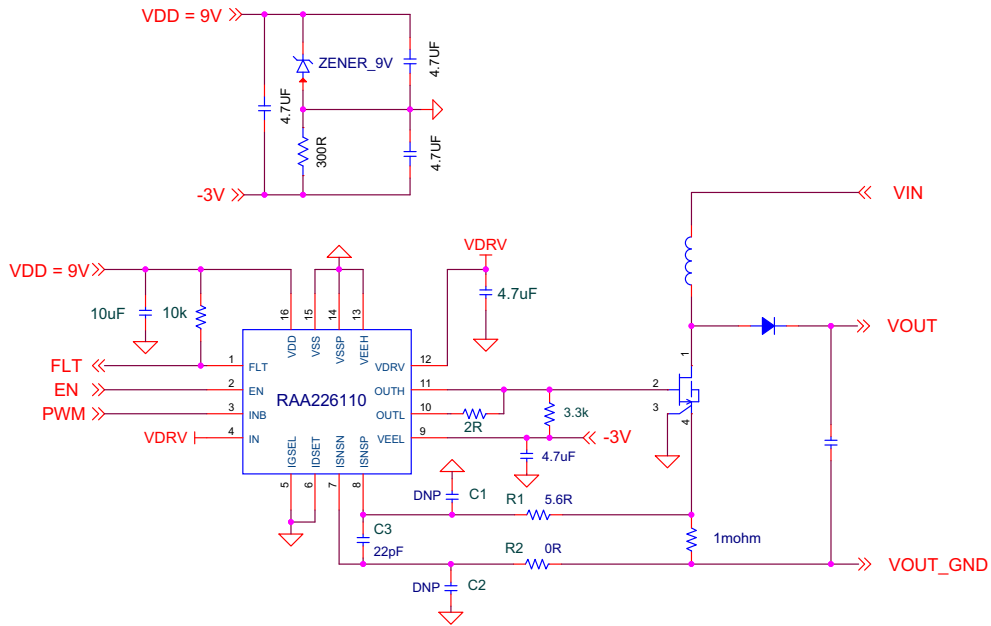 VDD = 9V
ZENER_9V
4.7UF
4.7UF
300R
4.7UF
-3V
VIN
VDRV
VDD = 9V
4.7uF
10uF
10k
16
15
14
13
VDD
VSS
VSSP
VEEH
VOUT
FLT
1
FLT
VDRV
12
1
EN
2
EN
RAA226110
OUTH
11
2
PWM
3
INB
OUTL
10
2R
3.3k
3
4
VDRV
4
IN
VEEL
9
-3V
IGSEL
IDSET
ISNSN
ISNSP
4.7uF
5
6
7
8
DNP
C1
R1
5.6R
C3
22pF
1mohm
R2
0R
VOUT_GND
DNP
C2